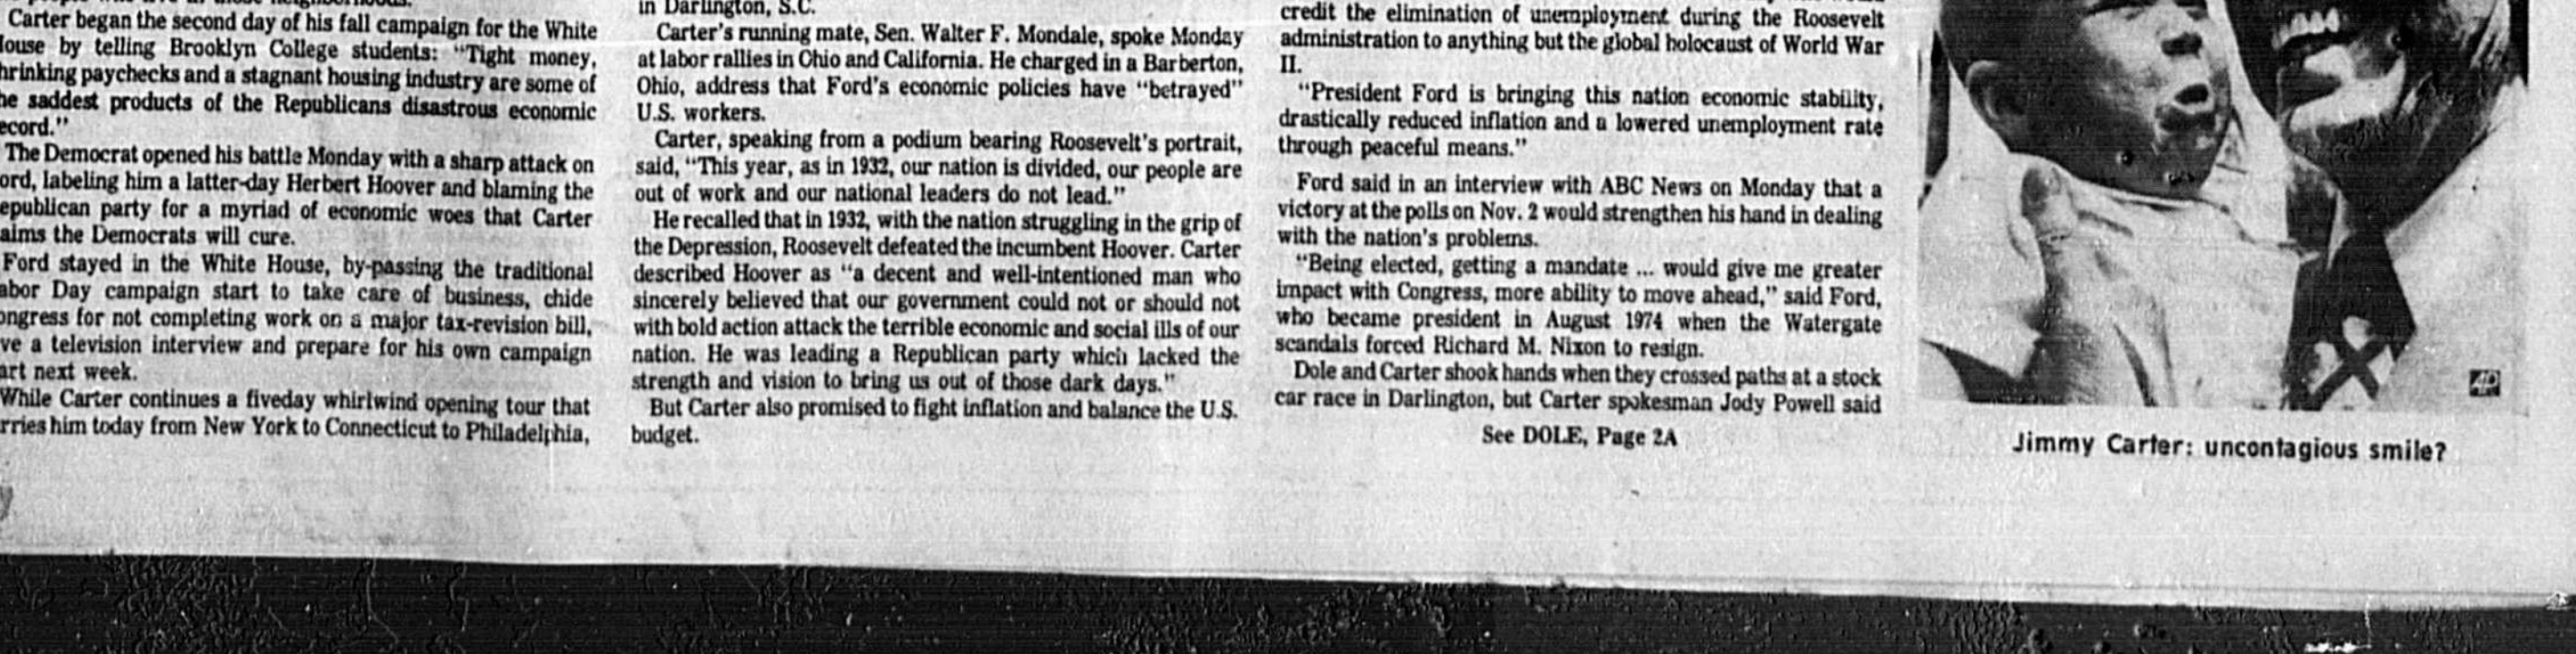 Carter began the second day of his fall campaign for the White
louse by telling Brooklyn College students: "Tight money,
hrinking paychecks and a stagnant housing industry are some of
he saddest products of the Republicans disastrous economic
ecord."
The Democrat opened his battle Monday with a sharp attack on
ord, labeling him a latter-day Herbert Hoover and blaming the
epublican party for a myriad of economic woes that Carter
aims the Democrats will cure.
Ford stayed in the White House, by-passing the traditional
abor Day campaign start to take care of business, chide
ongress for not completing work on a major tax-revision bill,
ve a television interview and prepare for his own campaign
art next week.
While Carter continues a fiveday whirlwind opening tour that
rries him today from New York to Connecticut to Philadelphia,
in Darlington, S.C.
Carter's running mate, Sen. Walter F. Mondale, spoke Monday
at labor rallies in Ohio and California. He charged in a Barberton,
Ohio, address that Ford's economic policies have "betrayed"
U.S. workers.
Carter, speaking from a podium bearing Roosevelt's portrait,
said, "This year, as in 1932, our nation is divided, our people are
out of work and our national leaders do not lead."
He recalled that in 1932, with the nation struggling in the grip of
the Depression, Roosevelt defeated the incumbent Hoover. Carter
described Hoover as "a decent and well-intentioned man who
sincerely believed that our government could not or should not
with bold action attack the terrible economic and social ills of our
nation. He was leading a Republican party which lacked the
strength and vision to bring us out of those dark days."
But Carter also promised to fight inflation and balance the U.S.
budget.
credit the elimination of unemployment during the Roosevelt
administration to anything but the global holocaust of World War
II.
"President Ford is bringing this nation economic stability,
drastically reduced inflation and a lowered unemployment rate
through peaceful means."
Ford said in an interview with ABC News on Monday that a
victory at the polls on Nov. 2 would strengthen his hand in dealing
with the nation's problems.
"Being elected, getting a mandate ... would give me greater
impact with Congress, more ability to move ahead," said Ford,
who became president in August 1974 when the Watergate
scandals forced Richard M. Nixon to resign.
Dole and Carter shook hands when they crossed paths at a stock
car race in Darlington, but Carter spokesman Jody Powell said
See DOLE, Page 2A
AP
Jimmy Carter: uncontagious smile?